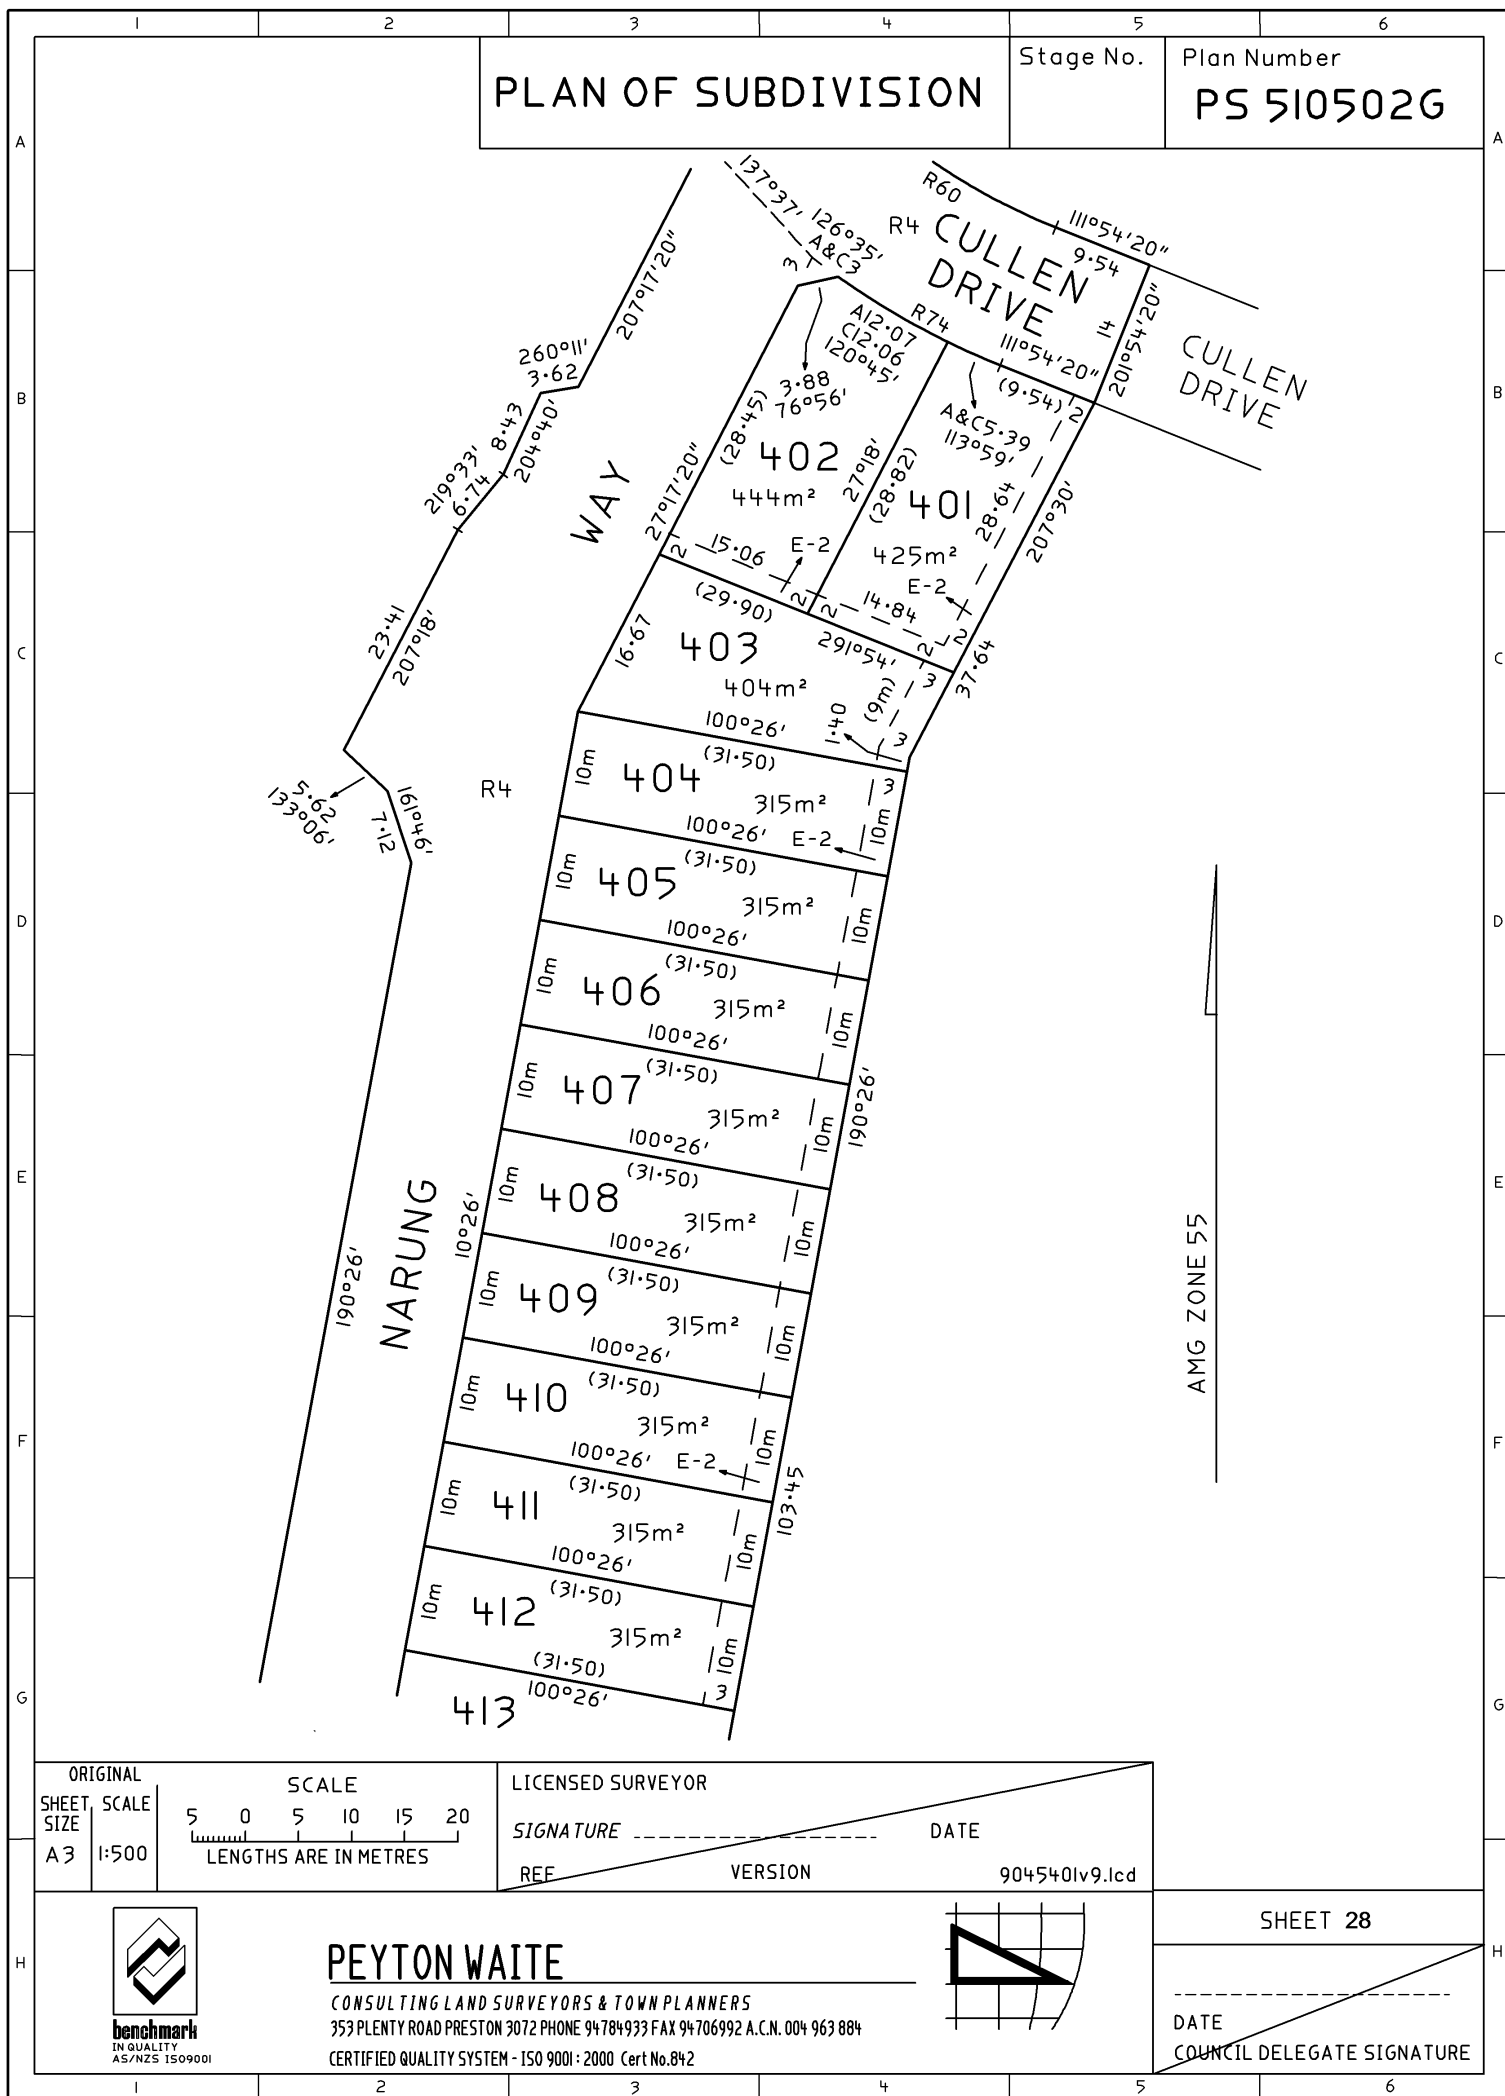 1 2 3 4 5 6
PLAN OF SUBDIVISION
Stage No.
Plan Number
PS 510502G
A A
B B
C C
D D
E E
F F
G G
H H
137°37'
126°35'
A&C3
3
R4
R60
CULLEN
DRIVE
111°54'20"
9·54
14
201°54'20"
CULLEN
DRIVE
207°17'20"
260°11'
3·62
8·43
204°40'
219°33'
6·74
23·41
207°18'
5·62
133°06'
161°46'
7·12
R4
WAY
A12·07
C12·06
120°45'
R74
111°54'20"
(9·54)
2
3·88
76°56'
A&C5·39
113°59'
(28·45)
27°17'20"
402
444m²
27°18'
(28·82)
401
425m²
28·64
207°30'
2
15·06
E-2
2
2
14·84
E-2
2
2
(29·90)
291°54'
37·64
16·67
403
404m²
3
(9m)
1·40
3
100°26'
(31·50)
10m
404
315m²
3
10m
100°26'
E-2
(31·50)
10m
405
315m²
10m
100°26'
(31·50)
10m
406
315m²
10m
100°26'
(31·50)
10m
407
315m²
10m
190°26'
100°26'
(31·50)
10m
408
315m²
10m
10°26'
100°26'
(31·50)
10m
409
315m²
10m
NARUNG
190°26'
100°26'
(31·50)
10m
410
315m²
10m
100°26'
E-2
(31·50)
10m
411
315m²
10m
103·45
100°26'
(31·50)
10m
412
315m²
10m
(31·50)
100°26'
3
413
AMG ZONE 55
ORIGINAL
SHEET SIZE
SCALE
A3
1:500
SCALE
5 0 5 10 15 20
LENGTHS ARE IN METRES
LICENSED SURVEYOR
SIGNATURE
DATE
REF
VERSION
9045401v9.lcd
benchmark
IN QUALITY
AS/NZS ISO9001
PEYTON WAITE
CONSULTING LAND SURVEYORS & TOWN PLANNERS
353 PLENTY ROAD PRESTON 3072 PHONE 94784933 FAX 94706992 A.C.N. 004 963 884
CERTIFIED QUALITY SYSTEM - ISO 9001 : 2000 Cert No.842
SHEET 28
DATE
COUNCIL DELEGATE SIGNATURE
1 2 3 4 5 6